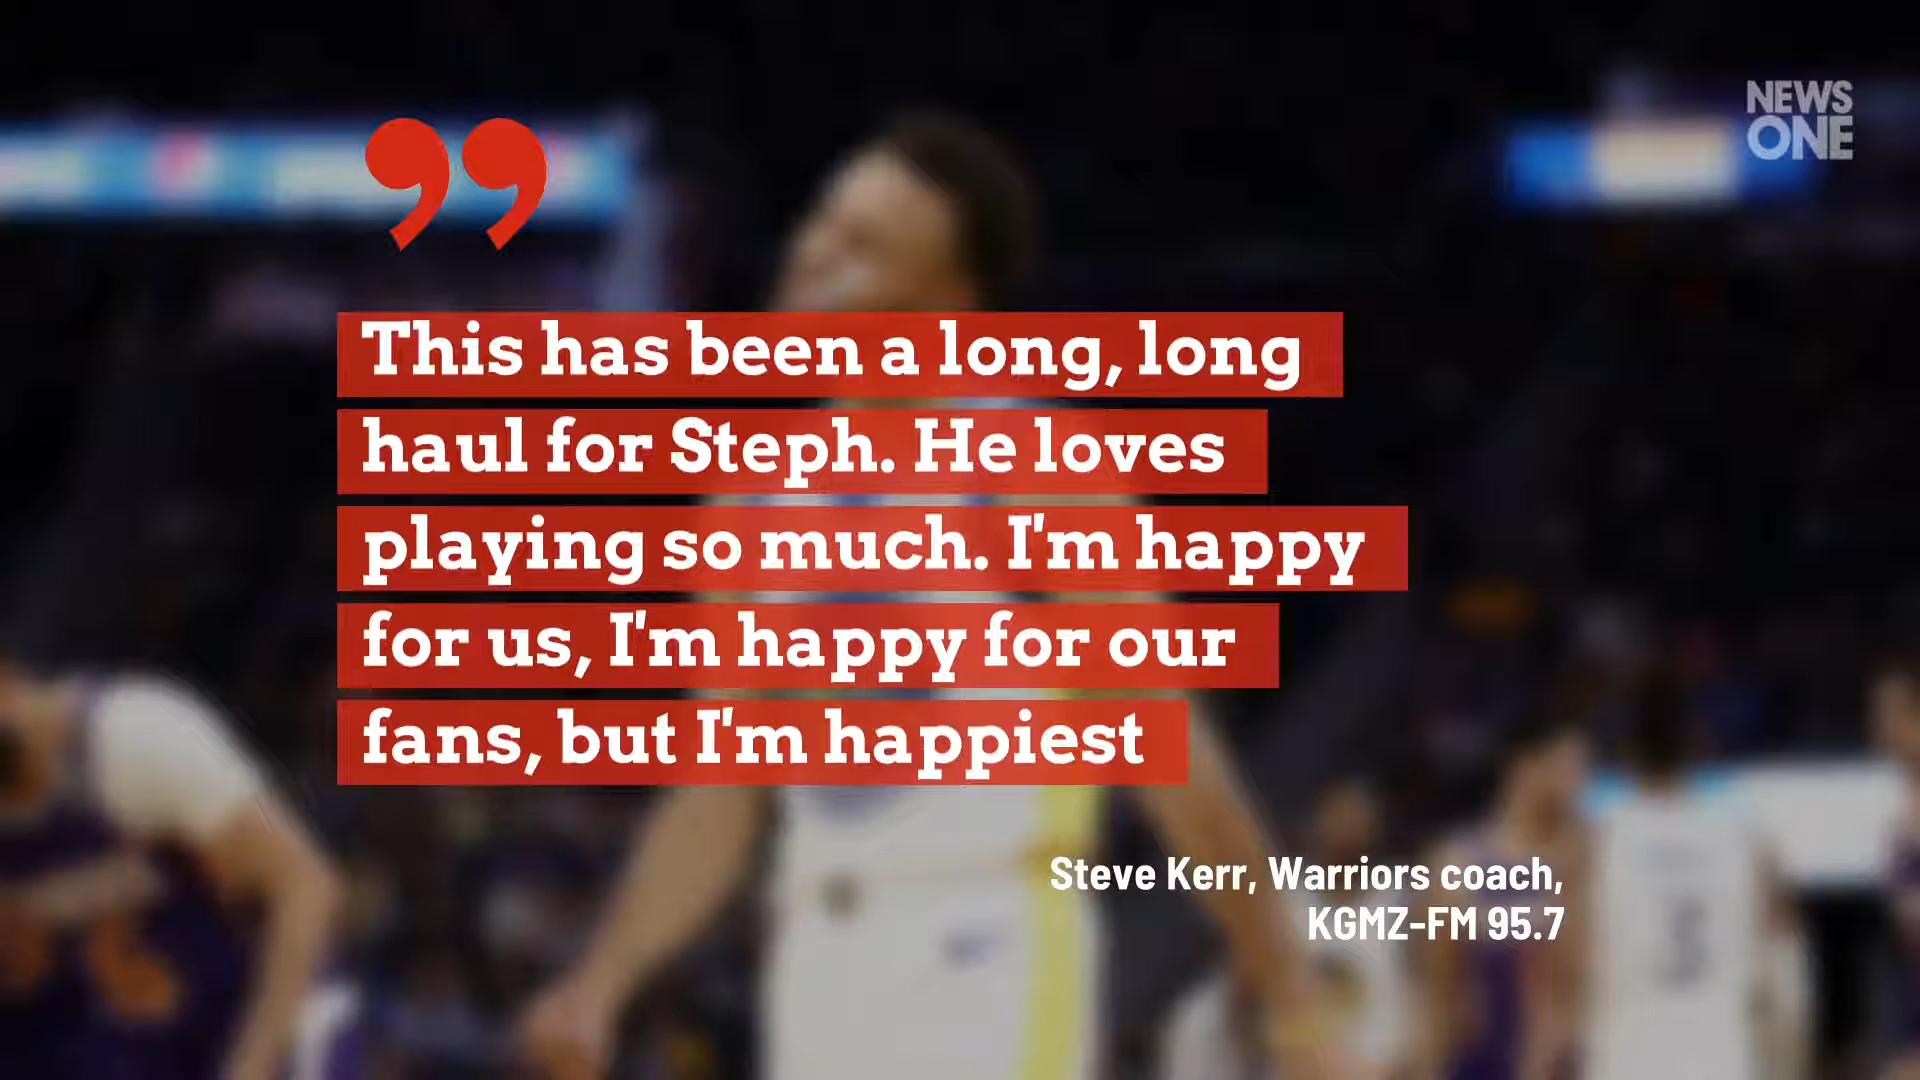 NEWS
ONE
”
This has been a long, long
haul for Steph. He loves
playing so much. I'm happy
for us, I'm happy for our
fans, but I'm happiest
Steve Kerr, Warriors coach,
KGMZ-FM 95.7